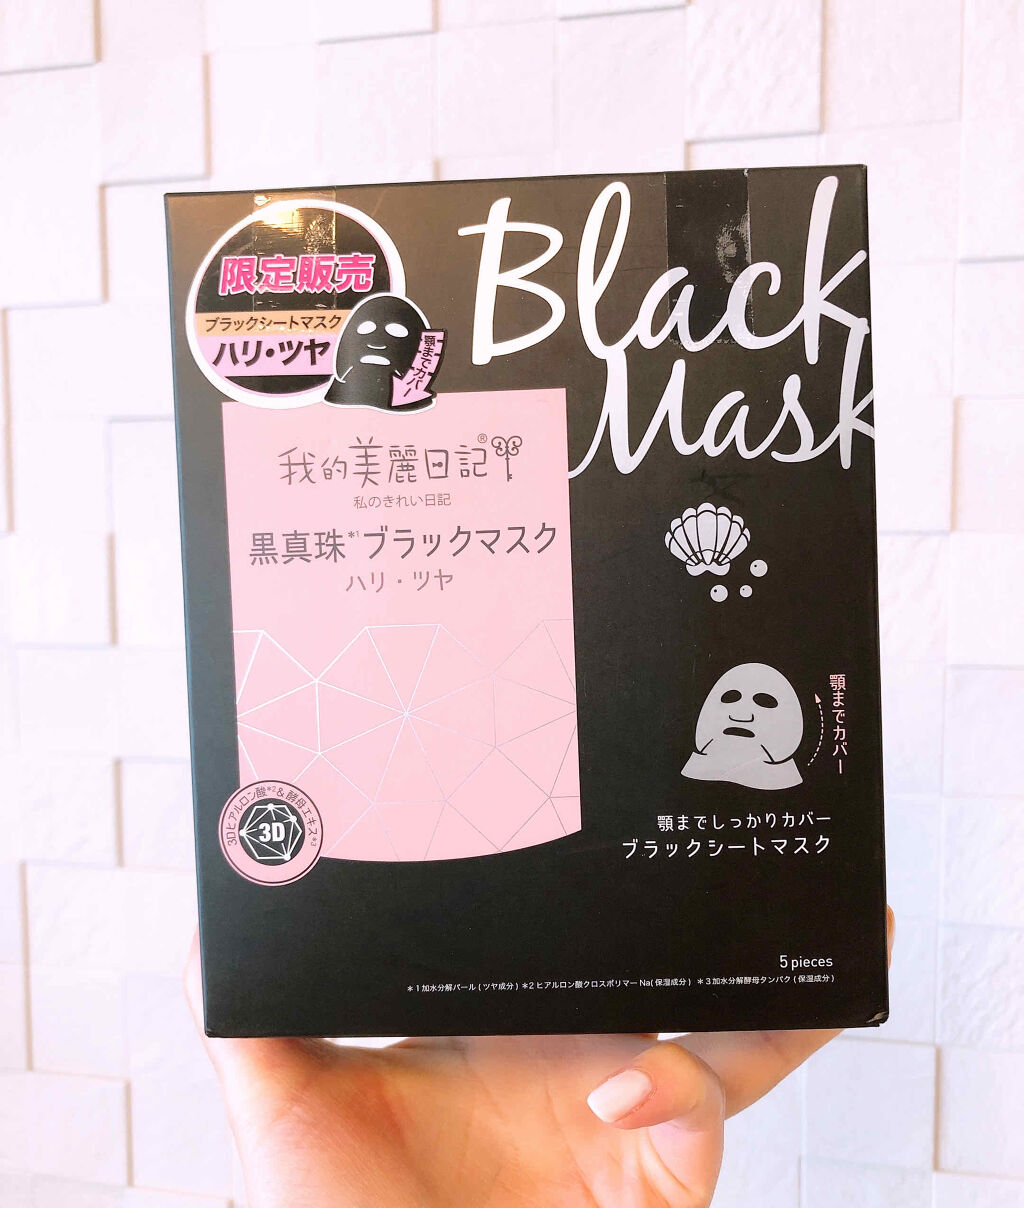 限定販売
ブラックシートマスク
ハリ・ツヤ
顎までカバー
Black
Mask
我的美麗日記®
私のきれい日記
黒真珠*1ブラックマスク
ハリ・ツヤ
顎までカバー
3Dヒアルロン酸*2&酵母エキス*3
3D
顎までしっかりカバー
ブラックシートマスク
5 pieces
*1加水分解パール(ツヤ成分) *2ヒアルロン酸クロスポリマーNa(保湿成分) *3加水分解酵母タンパク(保湿成分)